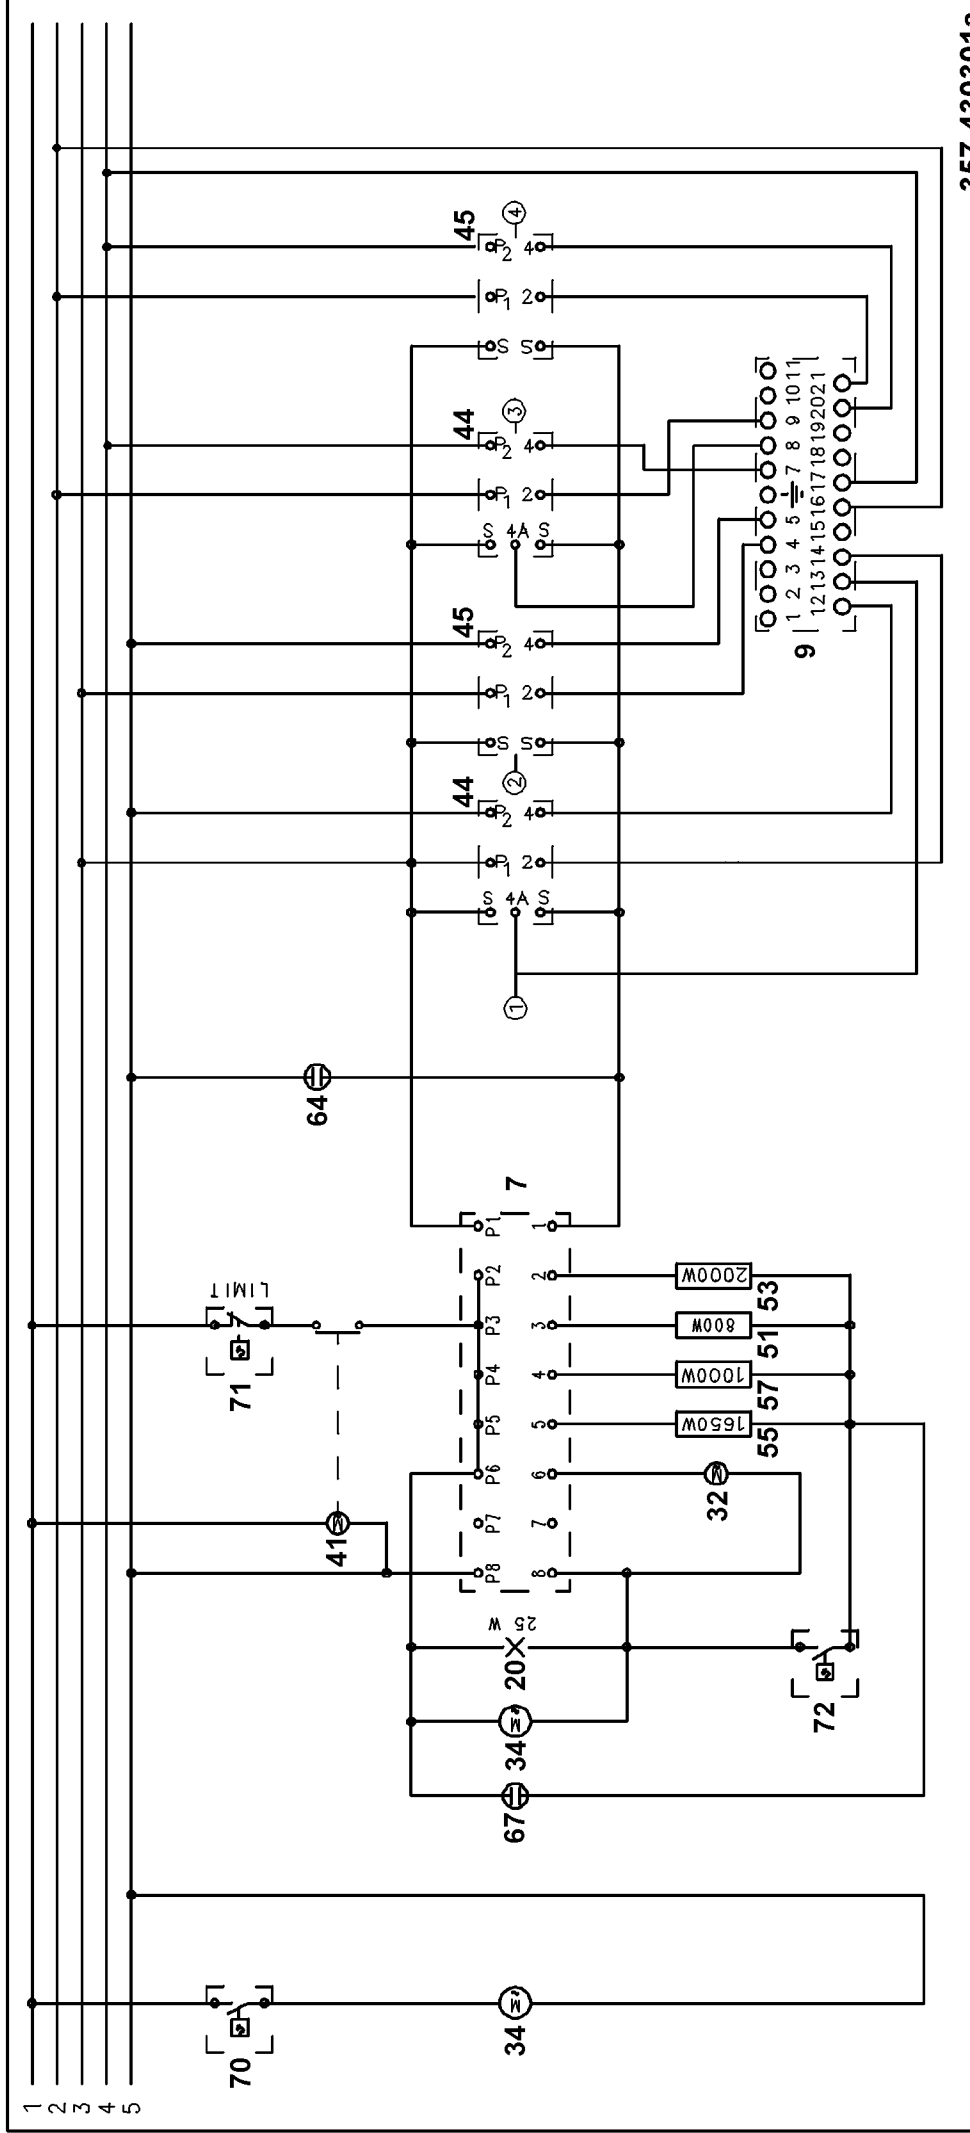 1
2
3
4
5
70
71
LIMIT
41
64
44 45 44 45
P8 P7 P6 P5 P4 P3 P2 P1
S P1 P2 S P1 P2 S P1 P2 S P1 P2
34 67 34 20 25 W
7
1 4A 2 4A 3 4
8 7 6 5 4 3 2 1
S 2 4 S 2 4 S 2 4 S 2 4
M M M M
32
1650W 1000W 800W 2000W
55 57 51 53
72
9
1 2 3 4 5 7 8 9 10 11
12 13 14 15 16 17 18 19 20 21